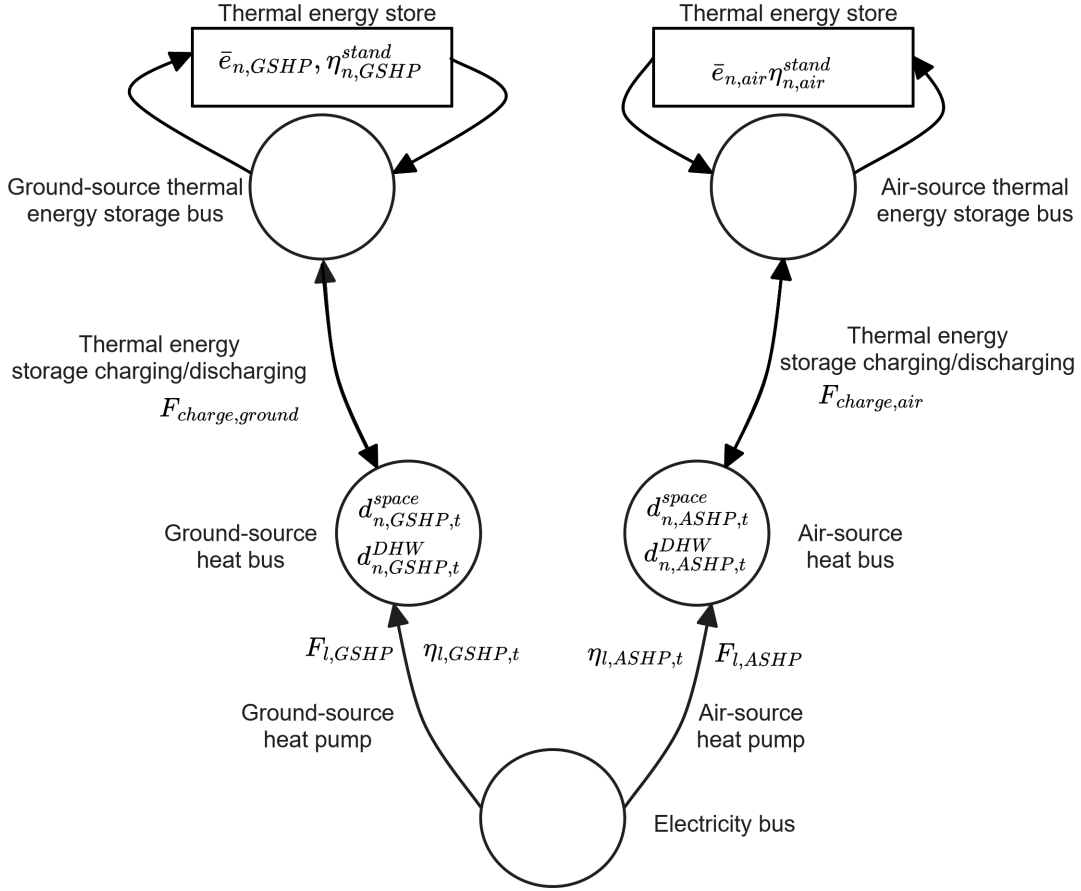 Thermal energy store
Thermal energy store
ē_{n,GSHP}, η^{stand}_{n,GSHP}
ē_{n,air}η^{stand}_{n,air}
Ground-source thermal
energy storage bus
Air-source thermal
energy storage bus
Thermal energy
storage charging/discharging
F_{charge,ground}
Thermal energy
storage charging/discharging
F_{charge,air}
Ground-source
heat bus
d^{space}_{n,GSHP,t}
d^{DHW}_{n,GSHP,t}
d^{space}_{n,ASHP,t}
d^{DHW}_{n,ASHP,t}
Air-source
heat bus
F_{l,GSHP}
η_{l,GSHP,t}
η_{l,ASHP,t}
F_{l,ASHP}
Ground-source
heat pump
Air-source
heat pump
Electricity bus